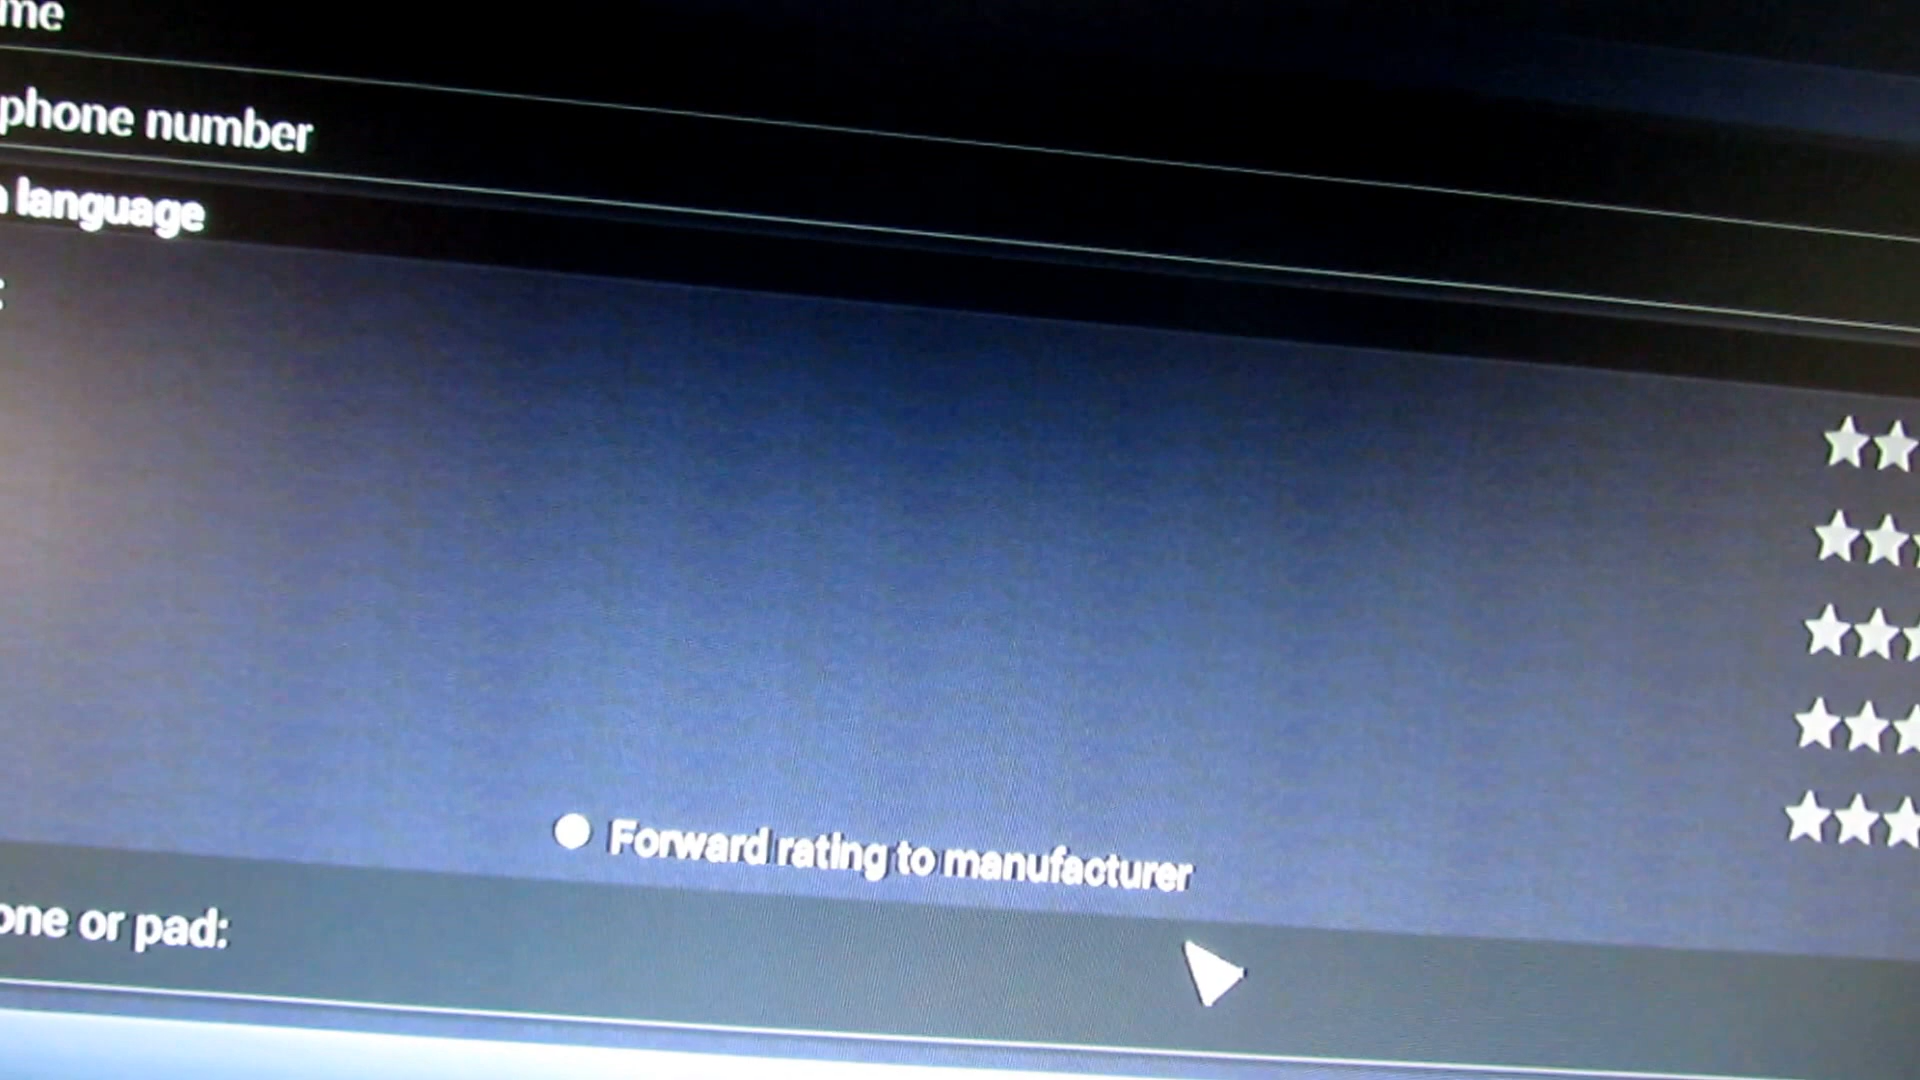 me
phone number
language
:
Forward rating to manufacturer
one or pad: